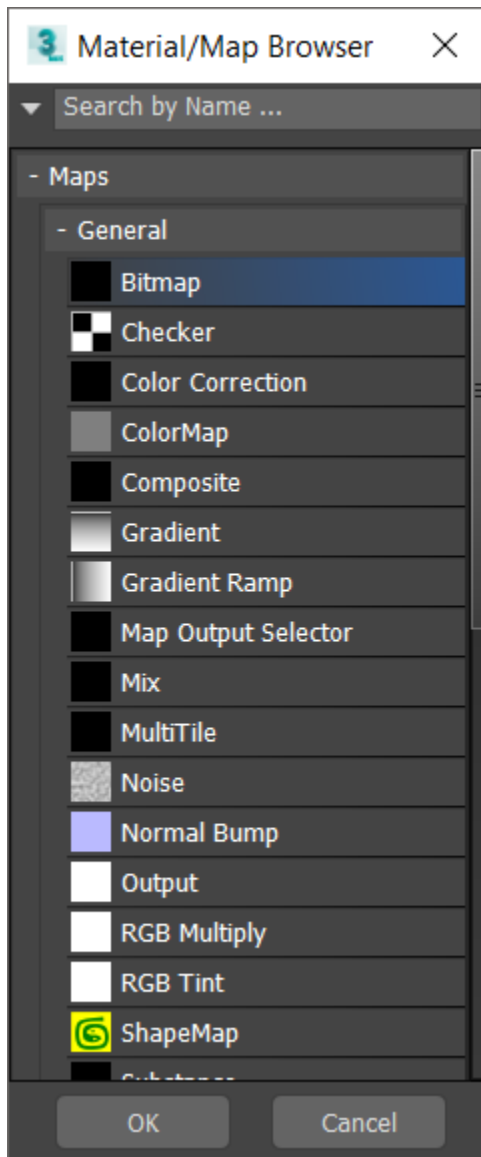 Material/Map Browser
Search by Name ...
- Maps
- General
Bitmap
Checker
Color Correction
ColorMap
Composite
Gradient
Gradient Ramp
Map Output Selector
Mix
MultiTile
Noise
Normal Bump
Output
RGB Multiply
RGB Tint
ShapeMap
OK Cancel